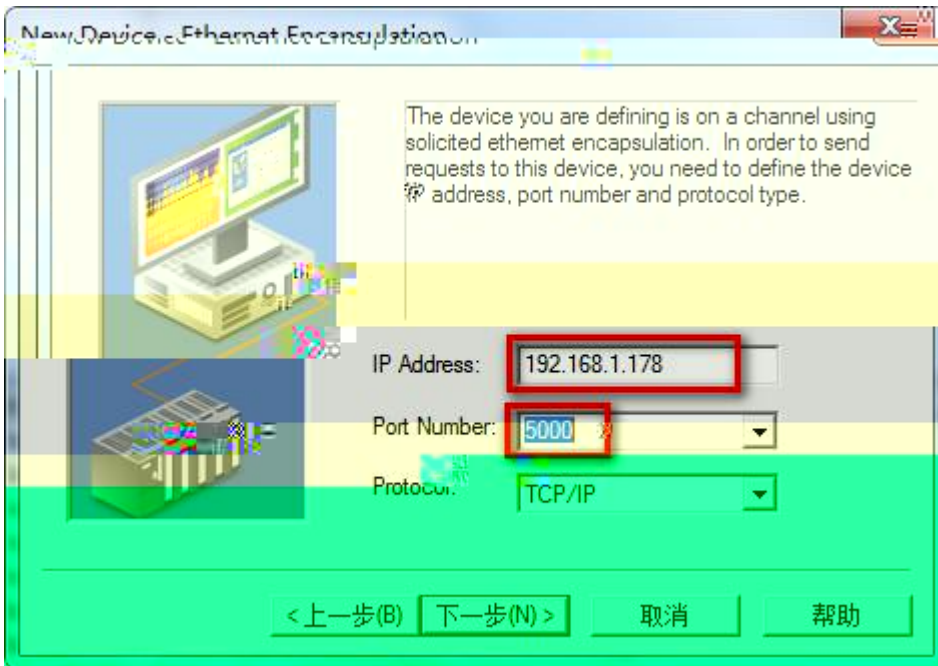 New Device - Ethernet Encapsulation
The device you are defining is on a channel using
solicited ethernet encapsulation. In order to send
requests to this device, you need to define the device
address, port number and protocol type.
IP Address:
192.168.1.178
Port Number:
5000
Protocol:
TCP/IP
<上一步(B)
下一步(N) >
取消
帮助